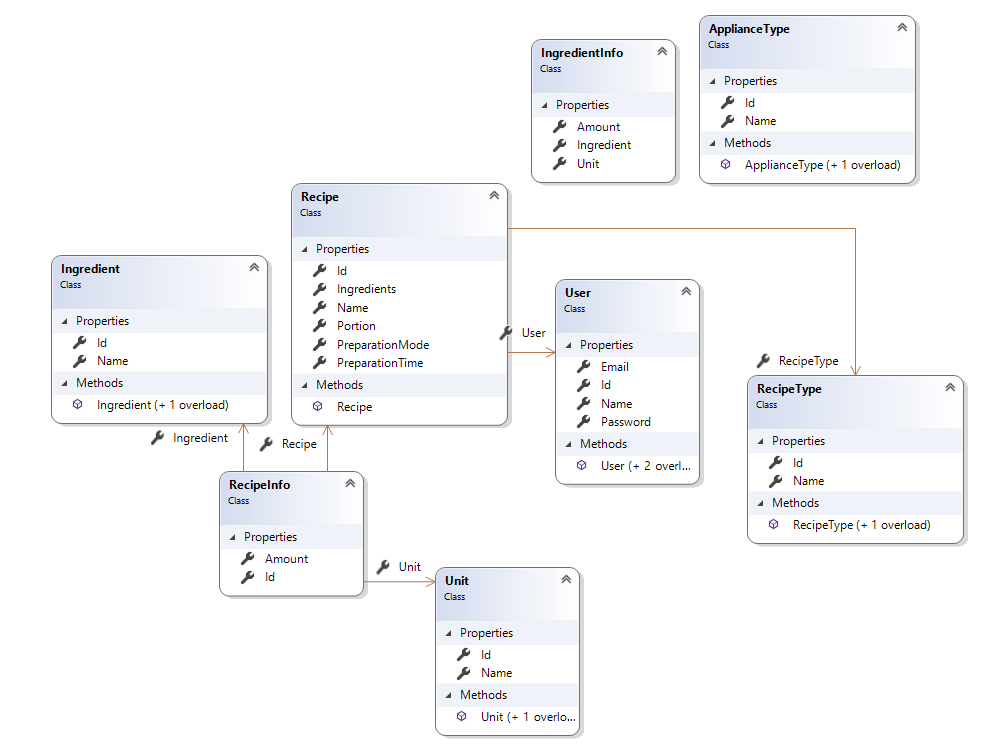 ApplianceType
Class
Properties
Id
Name
Methods
ApplianceType (+ 1 overload)
IngredientInfo
Class
Properties
Amount
Ingredient
Unit
Recipe
Class
Properties
Id
Ingredients
Name
Portion
PreparationMode
PreparationTime
Methods
Recipe
Ingredient
Class
Properties
Id
Name
Methods
Ingredient (+ 1 overload)
User
User
Class
Properties
Email
Id
Name
Password
Methods
User (+ 2 overl...
RecipeType
RecipeType
Class
Properties
Id
Name
Methods
RecipeType (+ 1 overload)
Ingredient
Recipe
RecipeInfo
Class
Properties
Amount
Id
Unit
Unit
Class
Properties
Id
Name
Methods
Unit (+ 1 overlo...